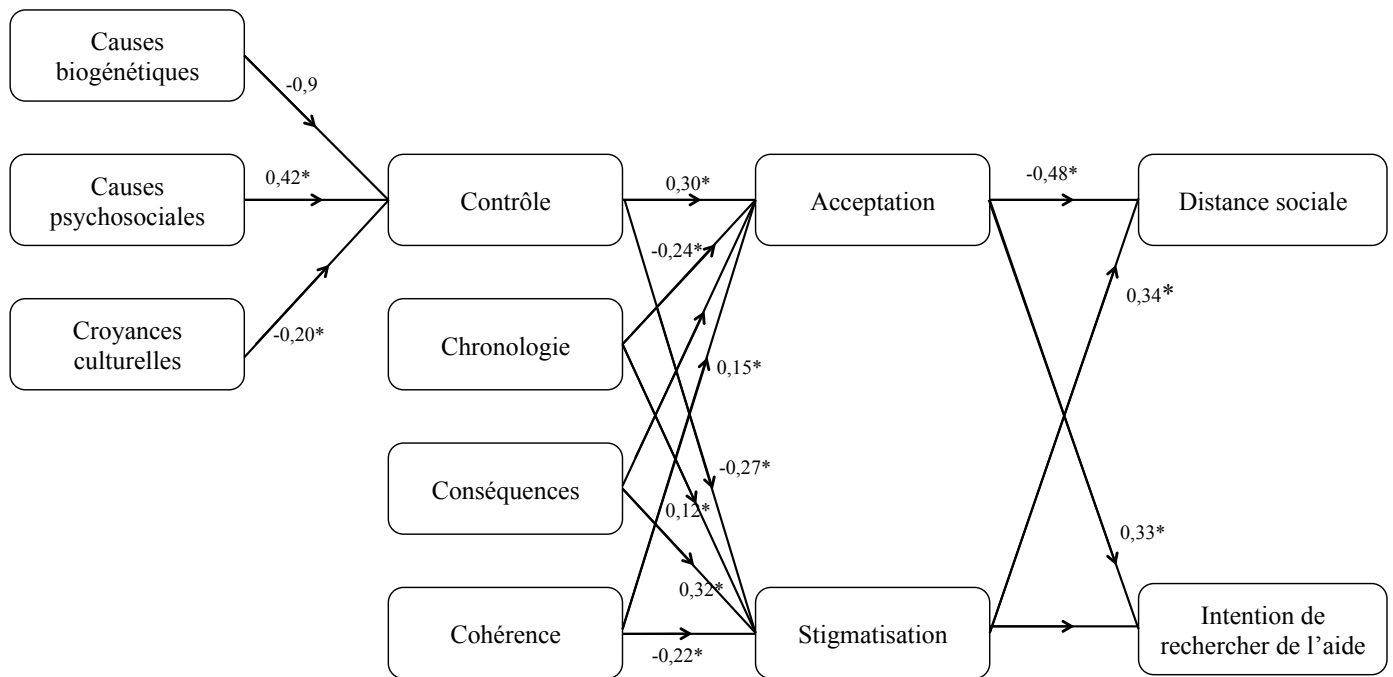 Causes
biogénétiques
-0,9
Causes
psychosociales
0,42*
Contrôle
0,30*
Acceptation
-0,48*
Distance sociale
-0,24*
Croyances
culturelles
-0,20*
Chronologie
0,15*
0,34*
Conséquences
-0,27*
0,12*
0,33*
0,32*
Cohérence
-0,22*
Stigmatisation
Intention de
rechercher de l’aide